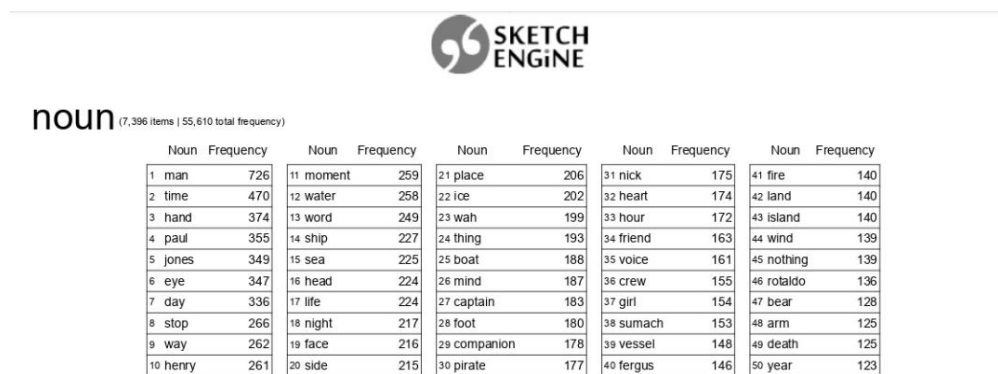 SKETCH
ENGiNE
noun (7,396 items | 55,610 total frequency)
Noun Frequency Noun Frequency Noun Frequency Noun Frequency Noun Frequency
1 man 726 11 moment 259 21 place 206 31 nick 175 41 fire 140
2 time 470 12 water 258 22 ice 202 32 heart 174 42 land 140
3 hand 374 13 word 249 23 wah 199 33 hour 172 43 island 140
4 paul 355 14 ship 227 24 thing 193 34 friend 163 44 wind 139
5 jones 349 15 sea 225 25 boat 188 35 voice 161 45 nothing 139
6 eye 347 16 head 224 26 mind 187 36 crew 155 46 rotaldo 136
7 day 336 17 life 224 27 captain 183 37 girl 154 47 bear 128
8 stop 266 18 night 217 28 foot 180 38 sumach 153 48 arm 125
9 way 262 19 face 216 29 companion 178 39 vessel 148 49 death 125
10 henry 261 20 side 215 30 pirate 177 40 fergus 146 50 year 123